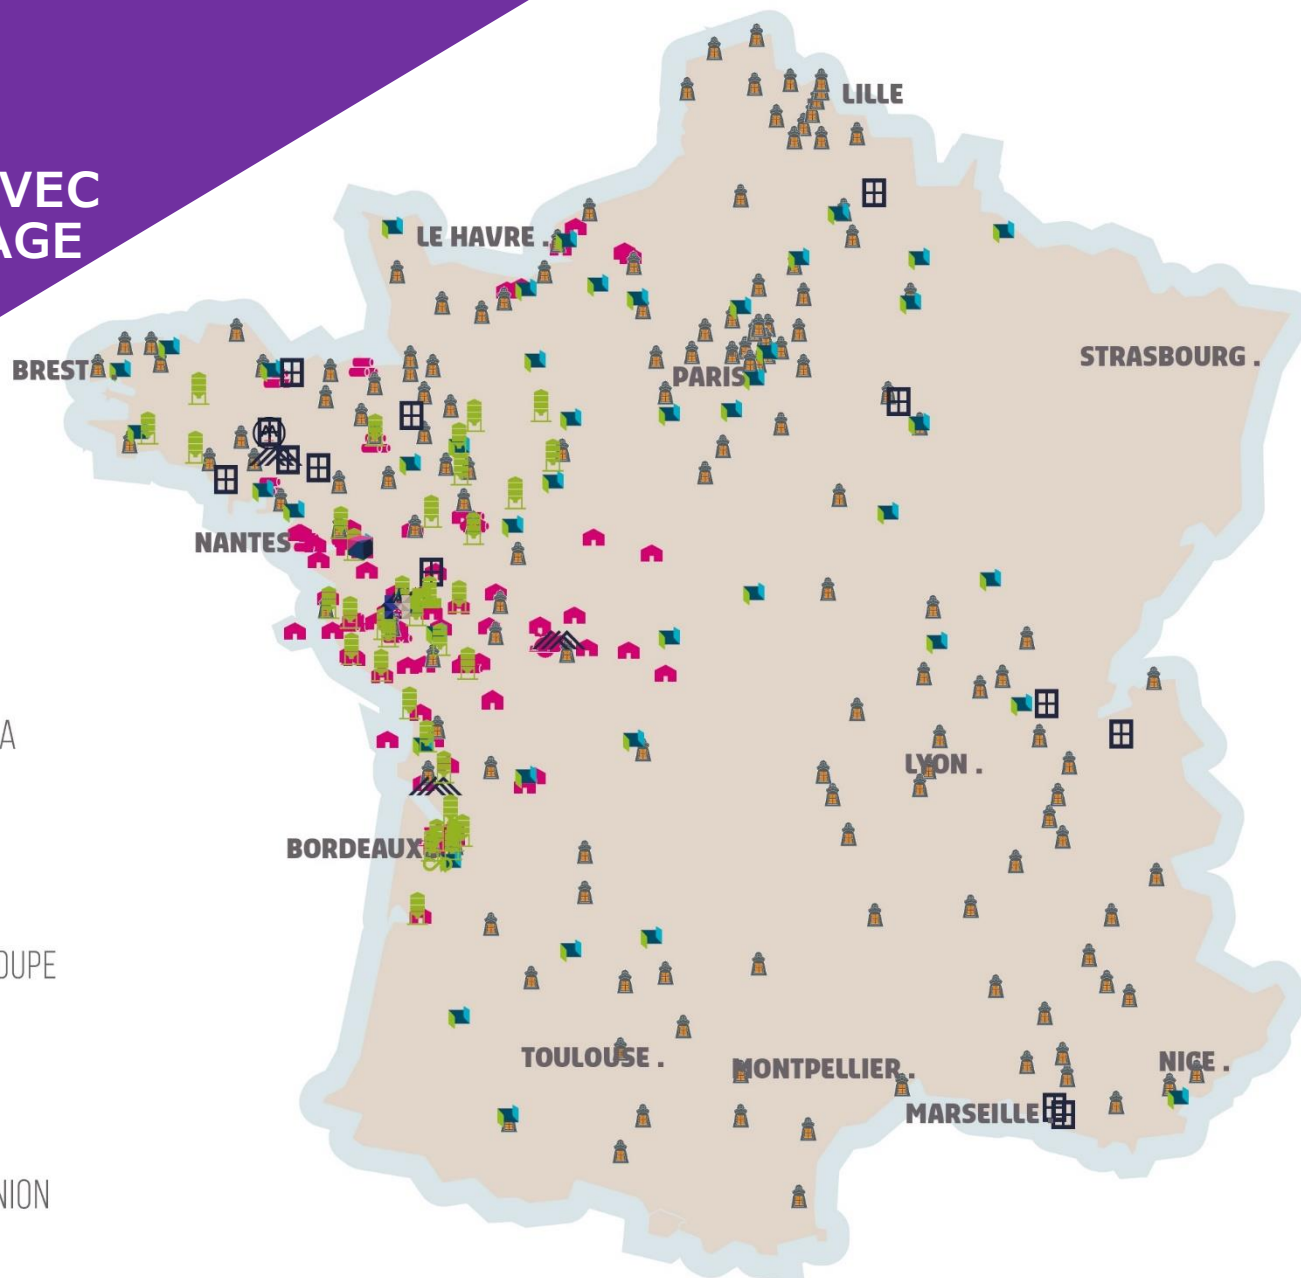 VEC
AGE
LILLE
LE HAVRE .
BREST .
PARIS
STRASBOURG .
NANTES
A
LYON .
BORDEAUX
OUPE
TOULOUSE .
MONTPELLIER .
NICE .
MARSEILLE
NION